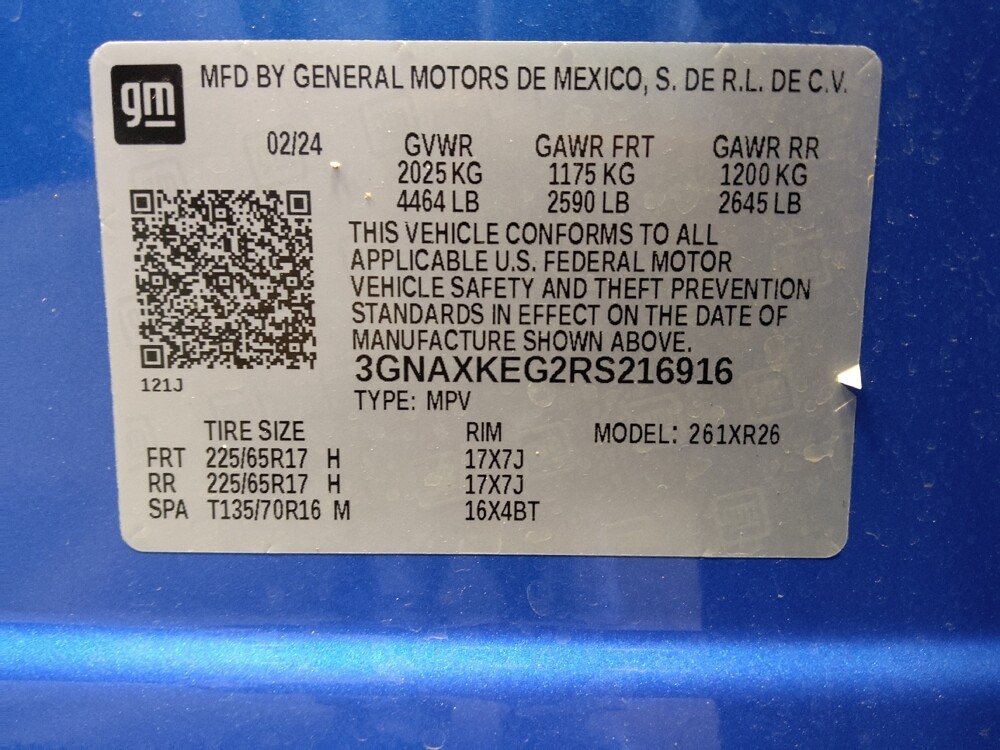 gm
MFD BY GENERAL MOTORS DE MEXICO, S. DE R.L. DE C.V.
02/24 GVWR GAWR FRT GAWR RR
2025 KG 1175 KG 1200 KG
4464 LB 2590 LB 2645 LB
THIS VEHICLE CONFORMS TO ALL
APPLICABLE U.S. FEDERAL MOTOR
VEHICLE SAFETY AND THEFT PREVENTION
STANDARDS IN EFFECT ON THE DATE OF
MANUFACTURE SHOWN ABOVE.
3GNAXKEG2RS216916
121J
TYPE: MPV
TIRE SIZE RIM MODEL: 261XR26
FRT 225/65R17 H 17X7J
RR 225/65R17 H 17X7J
SPA T135/70R16 M 16X4BT